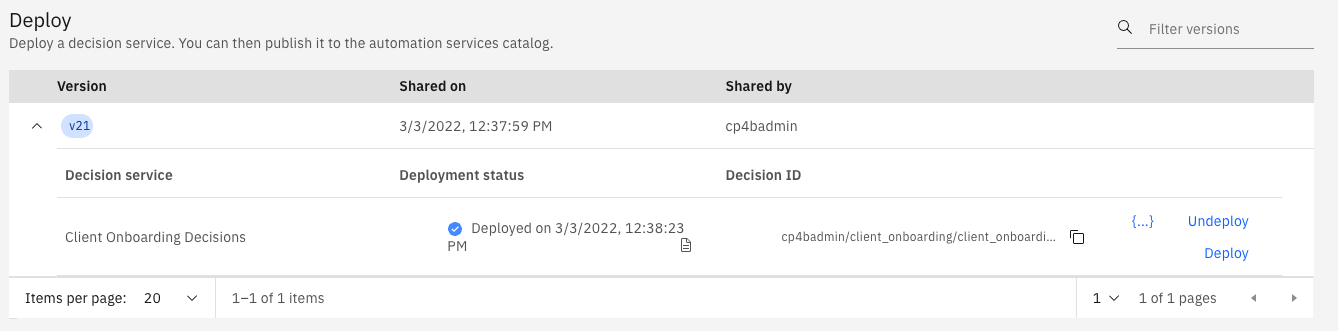 Deploy
Deploy a decision service. You can then publish it to the automation services catalog.
Filter versions
Version Shared on Shared by
v21 3/3/2022, 12:37:59 PM cp4badmin
Decision service Deployment status Decision ID
Client Onboarding Decisions Deployed on 3/3/2022, 12:38:23 PM cp4badmin/client_onboarding/client_onboardi... {...} Undeploy
Deploy
Items per page: 20 1–1 of 1 items 1 1 of 1 pages